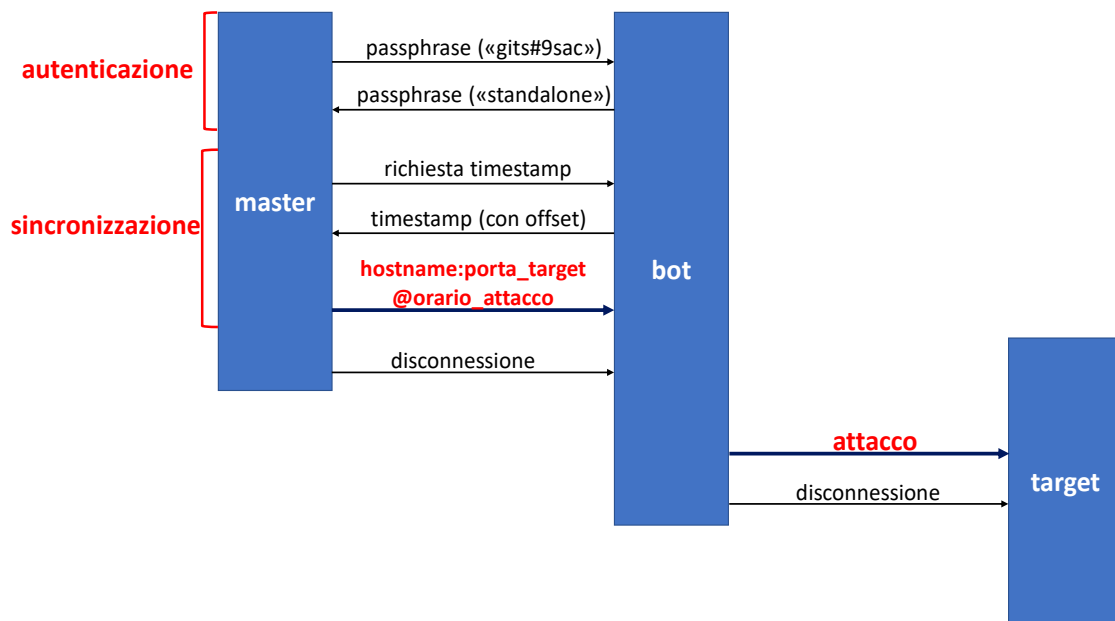 autenticazione
passphrase («gits#9sac»)
passphrase («standalone»)
sincronizzazione
master
richiesta timestamp
timestamp (con offset)
hostname:porta_target
@orario_attacco
disconnessione
bot
attacco
disconnessione
target